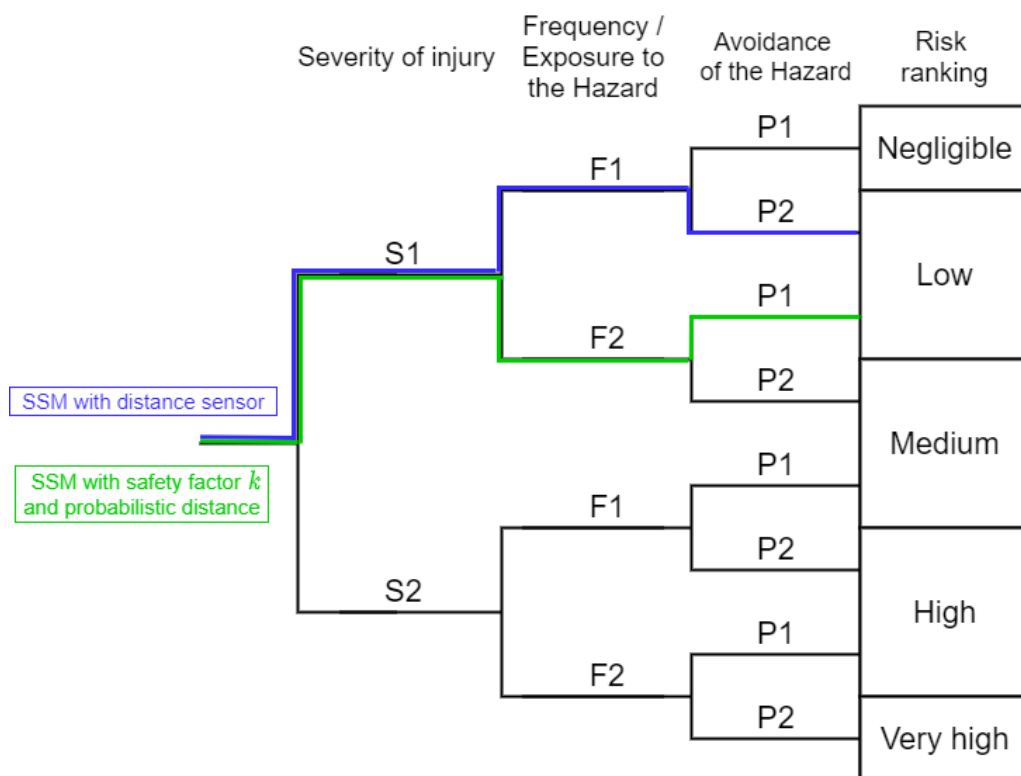 Severity of injury
Frequency /
Exposure to
the Hazard
Avoidance
of the Hazard
Risk
ranking
P1
Negligible
F1
P2
S1
Low
P1
F2
P2
SSM with distance sensor
Medium
SSM with safety factor k
and probabilistic distance
P1
F1
P2
S2
High
P1
F2
P2
Very high